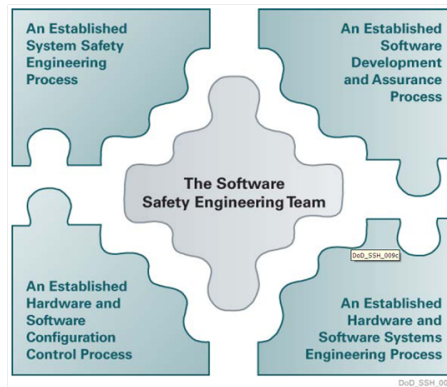 An Established
System Safety
Engineering
Process
An Established
Software
Development
and Assurance
Process
The Software
Safety Engineering Team
DoD_SSH_009c
An Established
Hardware and
Software
Configuration
Control Process
An Established
Hardware and
Software Systems
Engineering Process